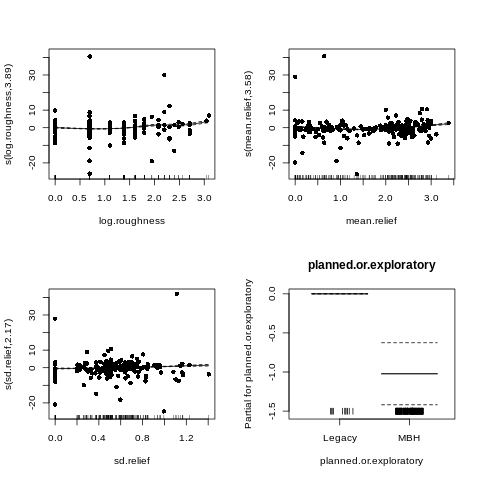 s(log.roughness,3.89)
30
10
0
-20
0.0 0.5 1.0 1.5 2.0 2.5 3.0
log.roughness
s(mean.relief,3.58)
30
10
0
-20
0.0 1.0 2.0 3.0
mean.relief
s(sd.relief,2.17)
30
10
0
-20
0.0 0.4 0.8 1.2
sd.relief
planned.or.exploratory
Partial for planned.or.exploratory
0.0
-0.5
-1.0
-1.5
Legacy MBH
planned.or.exploratory